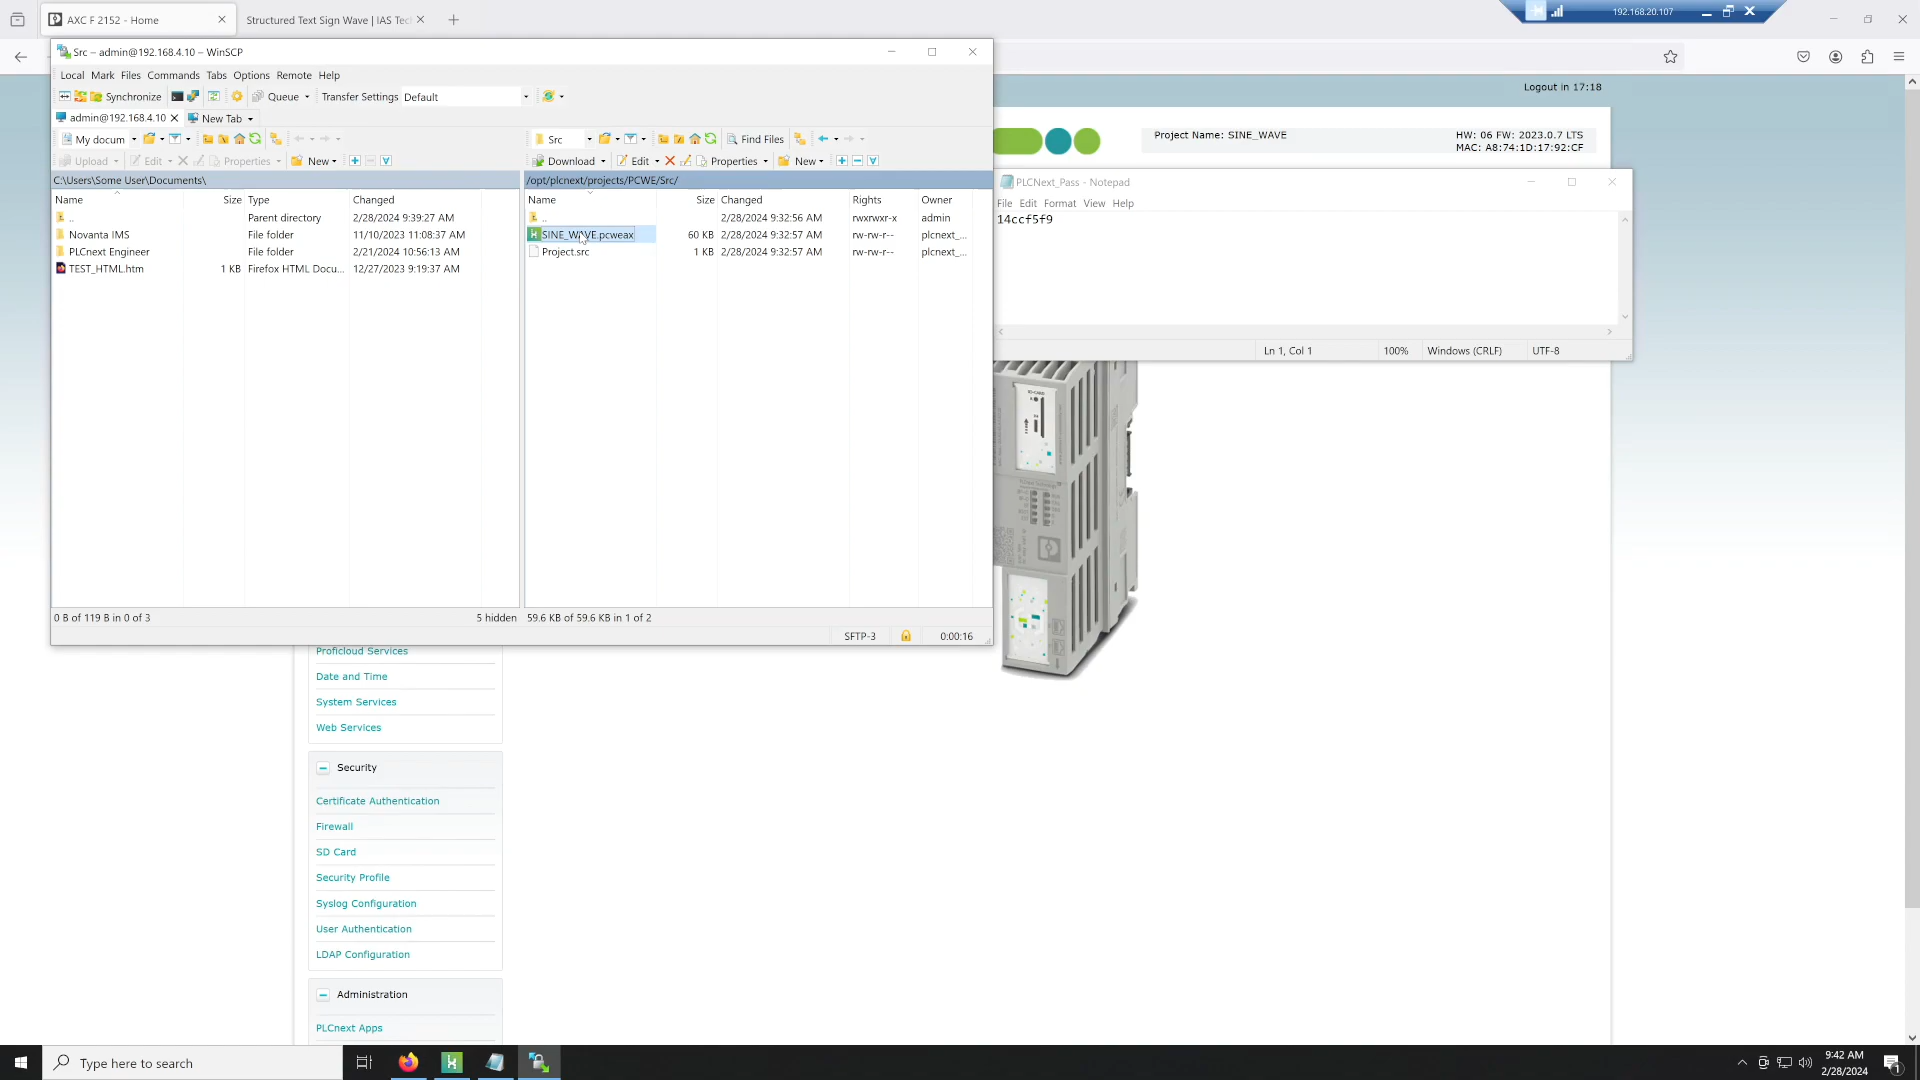 AXC F 2152 - Home
Structured Text Sign Wave | IAS Tec
192.168.20.107
Src – admin@192.168.4.10 – WinSCP
Local Mark Files Commands Tabs Options Remote Help
Synchronize Queue Transfer Settings Default
admin@192.168.4.10 New Tab
My docum
Src Find Files
Upload Edit Properties New
Download Edit Properties New
C:\Users\Some User\Documents\
/opt/plcnext/projects/PCWE/Src/
Name Size Type Changed
.. Parent directory 2/28/2024 9:39:27 AM
Novanta IMS File folder 11/10/2023 11:08:37 AM
PLCnext Engineer File folder 2/21/2024 10:56:13 AM
TEST_HTML.htm 1 KB Firefox HTML Docu... 12/27/2023 9:19:37 AM
Name Size Changed Rights Owner
.. 2/28/2024 9:32:56 AM rwxrwxr-x admin
SINE_WAVE.pcweax 60 KB 2/28/2024 9:32:57 AM rw-rw-r-- plcnext_...
Project.src 1 KB 2/28/2024 9:32:57 AM rw-rw-r-- plcnext_...
0 B of 119 B in 0 of 3
5 hidden
59.6 KB of 59.6 KB in 1 of 2
SFTP-3 0:00:16
Logout in 17:18
Project Name: SINE_WAVE
HW: 06 FW: 2023.0.7 LTS
MAC: A8:74:1D:17:92:CF
PLCNext_Pass - Notepad
File Edit Format View Help
14ccf5f9
Ln 1, Col 1 100% Windows (CRLF) UTF-8
Proficloud Services
Date and Time
System Services
Web Services
Security
Certificate Authentication
Firewall
SD Card
Security Profile
Syslog Configuration
User Authentication
LDAP Configuration
Administration
PLCnext Apps
Type here to search
9:42 AM
2/28/2024
1